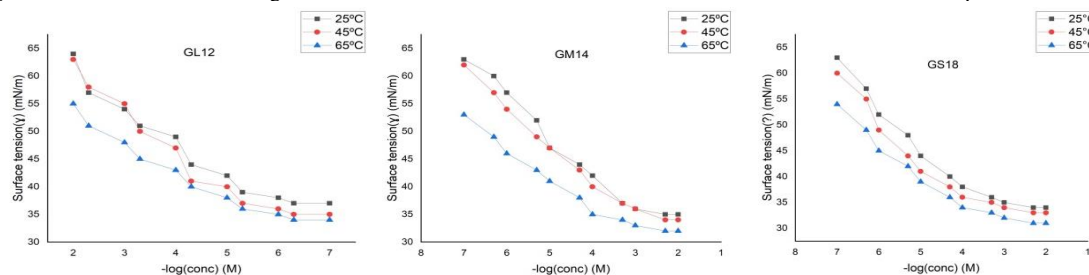 25ºC
45ºC
65ºC
GL12
65
60
55
50
45
40
35
30
Surface tension(γ) (mN/m)
2 3 4 5 6 7
-log(conc) (M)
25ºC
45ºC
65ºC
GM14
65
60
55
50
45
40
35
30
Surface tension(γ) (mN/m)
8 7 6 5 4 3 2 1
-log(conc) (M)
25°C
45°C
65°C
GS18
65
60
55
50
45
40
35
30
Surface tension(?) (mN/m)
8 7 6 5 4 3 2 1
-log(conc) (M)